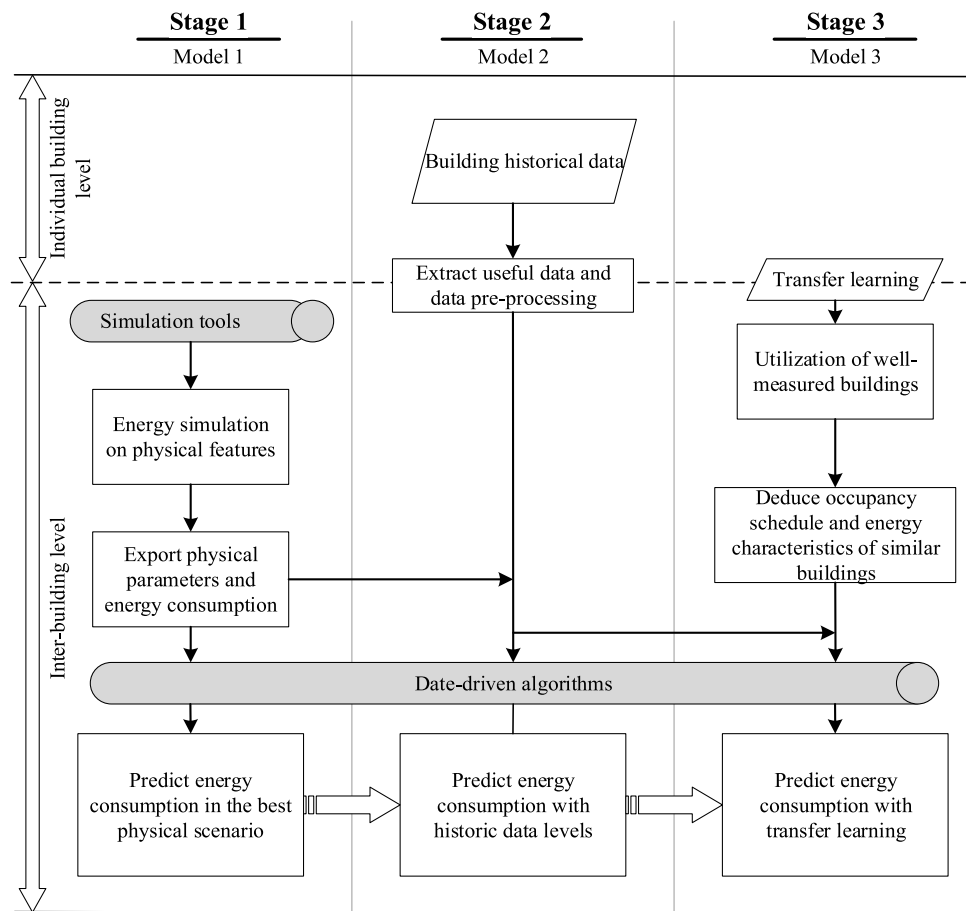 Stage 1
Stage 2
Stage 3
Model 1
Model 2
Model 3
Individual building
level
Building historical data
Extract useful data and
data pre-processing
Transfer learning
Simulation tools
Utilization of well-
measured buildings
Energy simulation
on physical features
Deduce occupancy
schedule and energy
characteristics of similar
buildings
Export physical
parameters and
energy consumption
Inter-building level
Date-driven algorithms
Predict energy
consumption in the best
physical scenario
Predict energy
consumption with
historic data levels
Predict energy
consumption with
transfer learning